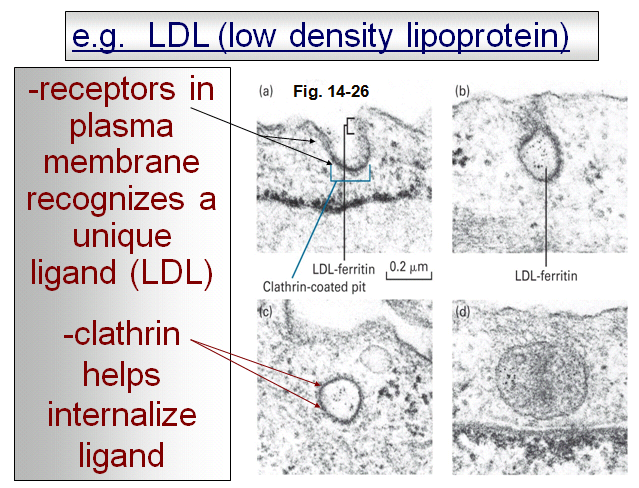 e.g. LDL (low density lipoprotein)
-receptors in
plasma
membrane
recognizes a
unique
ligand (LDL)
-clathrin
helps
internalize
ligand
(a) Fig. 14-26
(b)
LDL-ferritin
0.2 μm
Clathrin-coated pit
LDL-ferritin
(c)
(d)